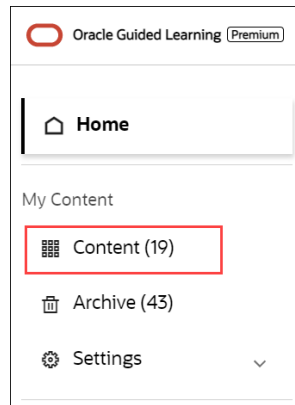 Oracle Guided Learning Premium
Home
My Content
Content (19)
Archive (43)
Settings